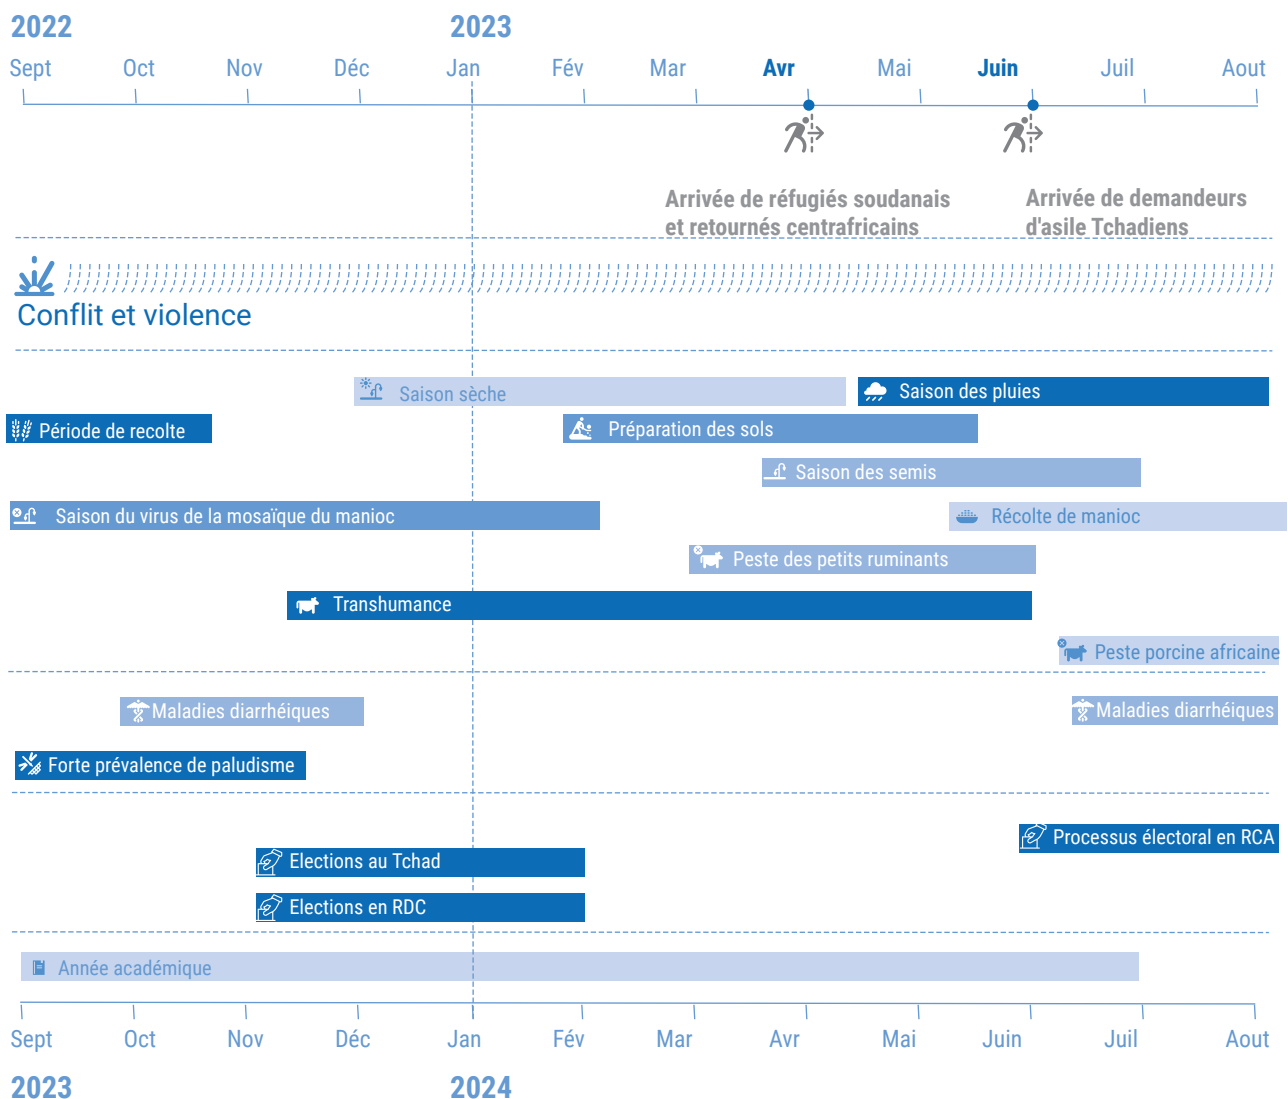 2022 2023
Sept Oct Nov Déc Jan Fév Mar Avr Mai Juin Juil Aout
Arrivée de réfugiés soudanais
et retournés centrafricains
Arrivée de demandeurs
d'asile Tchadiens
Conflit et violence
Saison sèche
Saison des pluies
Période de recolte
Préparation des sols
Saison des semis
Saison du virus de la mosaïque du manioc
Récolte de manioc
Peste des petits ruminants
Transhumance
Peste porcine africaine
Maladies diarrhéiques
Maladies diarrhéiques
Forte prévalence de paludisme
Processus électoral en RCA
Elections au Tchad
Elections en RDC
Année académique
Sept Oct Nov Déc Jan Fév Mar Avr Mai Juin Juil Aout
2023 2024